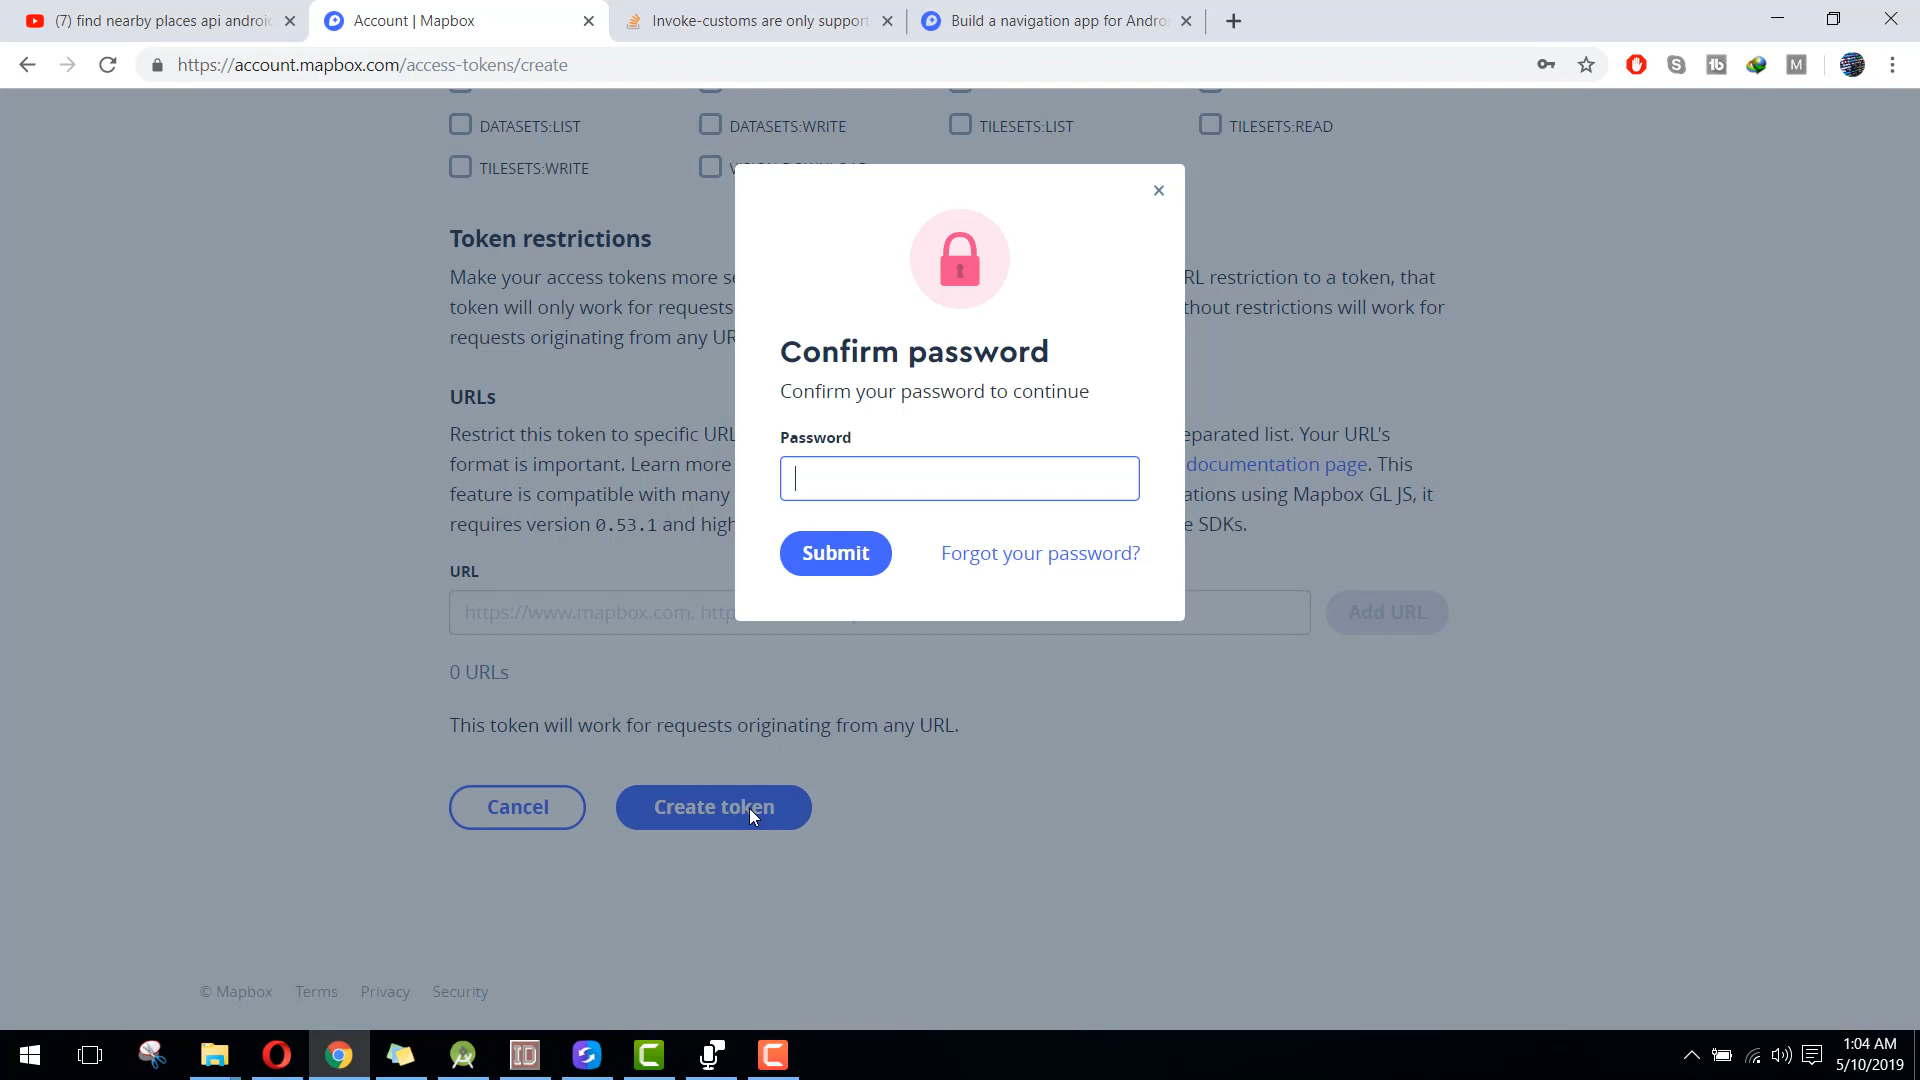 (7) find nearby places api androi
Account | Mapbox
Invoke-customs are only support
Build a navigation app for Andro
https://account.mapbox.com/access-tokens/create
DATASETS:LIST
DATASETS:WRITE
TILESETS:LIST
TILESETS:READ
TILESETS:WRITE
Token restrictions
Make your access tokens more se
RL restriction to a token, that
token will only work for requests
thout restrictions will work for
requests originating from any UR
URLs
Restrict this token to specific URL
eparated list. Your URL's
format is important. Learn more
documentation page. This
feature is compatible with many
ations using Mapbox GL JS, it
requires version 0.53.1 and high
e SDKs.
URL
https://www.mapbox.com, http
Add URL
0 URLs
This token will work for requests originating from any URL.
Cancel
Create token
Confirm password
Confirm your password to continue
Password
Submit
Forgot your password?
© Mapbox
Terms
Privacy
Security
1:04 AM
5/10/2019